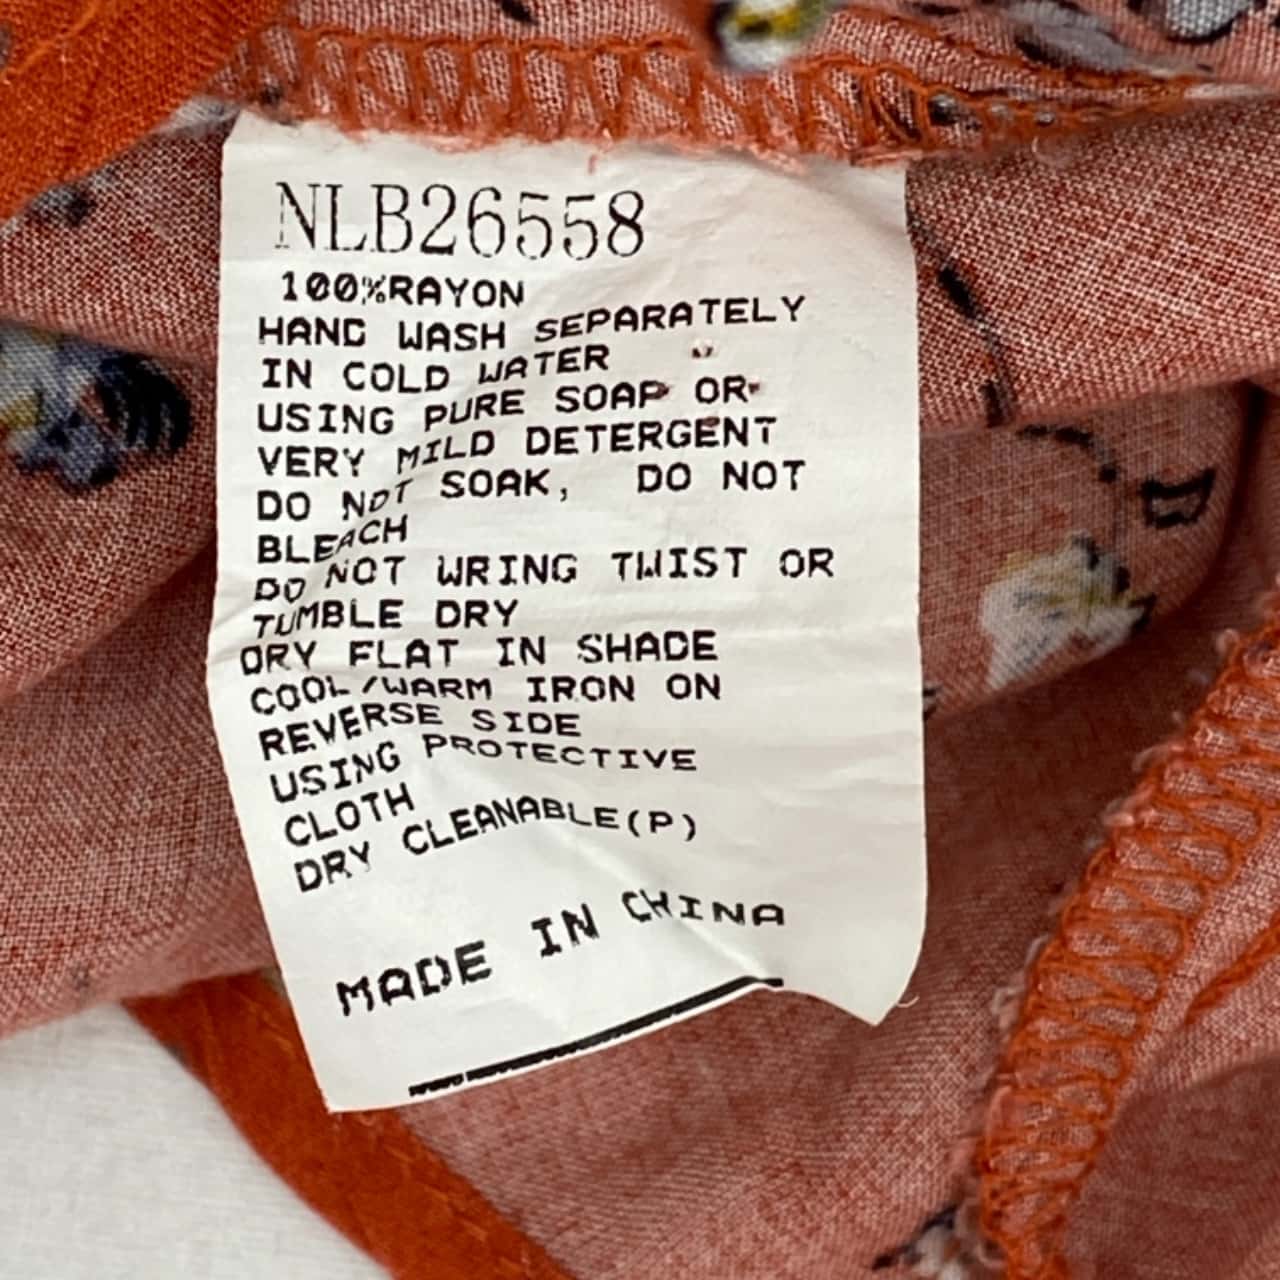 NLB26558
100%RAYON
HAND WASH SEPARATELY
IN COLD WATER
USING PURE SOAP OR
VERY MILD DETERGENT
DO NOT SOAK, DO NOT
BLEACH
DO NOT WRING TWIST OR
TUMBLE DRY
DRY FLAT IN SHADE
COOL/WARM IRON ON
REVERSE SIDE
USING PROTECTIVE
CLOTH
DRY CLEANABLE(P)
MADE IN CHINA